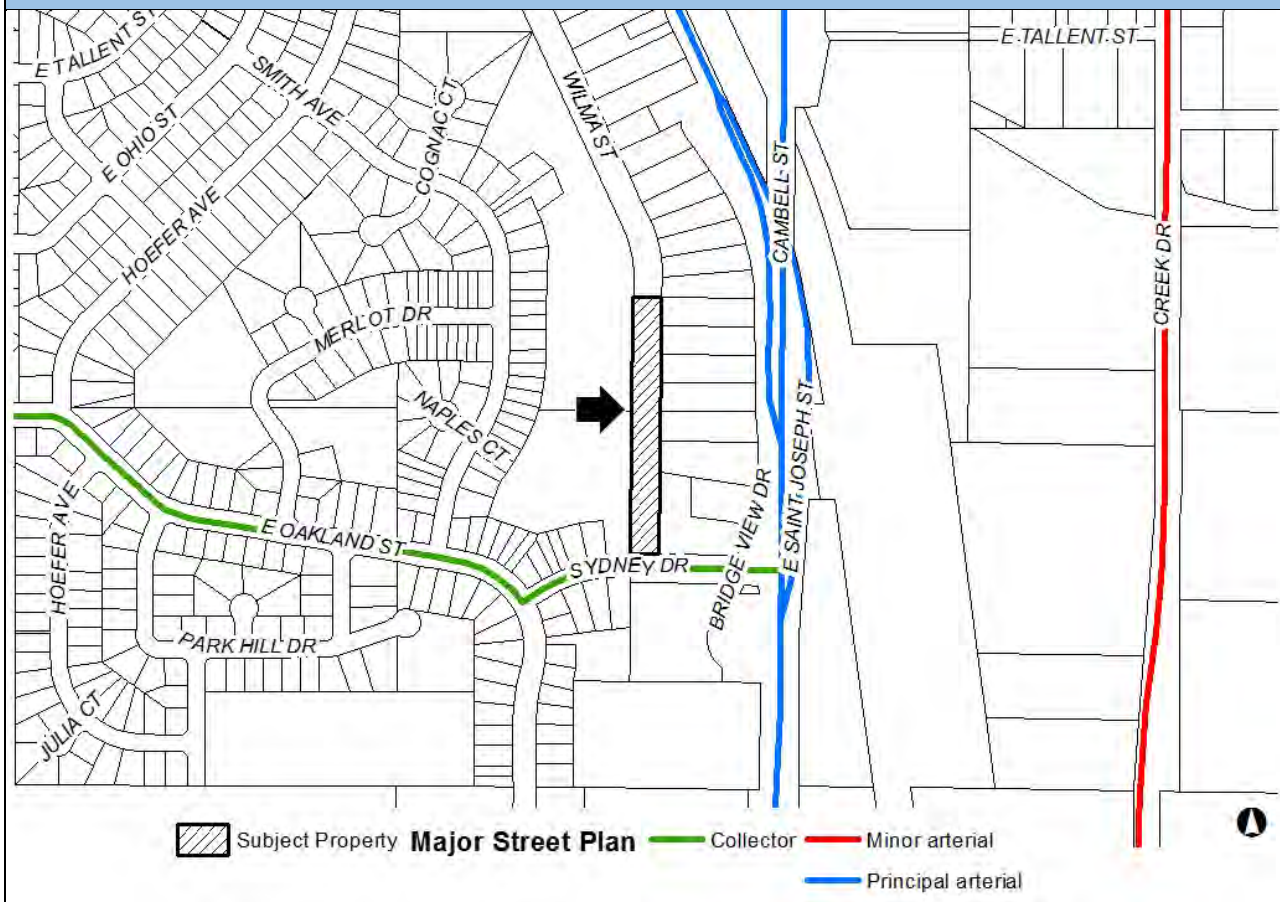 E TALLENT ST
E TALLENT ST
SMITH AVE
WILMA ST
COGNAC CT
E OHIO ST
HOEFER AVE
CAMBELL ST
CREEK DR
MERLOT DR
NAPLES CT
E SAINT JOSEPH ST
BRIDGE VIEW DR
E OAKLAND ST
SYDNEY DR
HOEFER AVE
PARK HILL DR
JULIA CT
Subject Property Major Street Plan Collector Minor arterial
Principal arterial